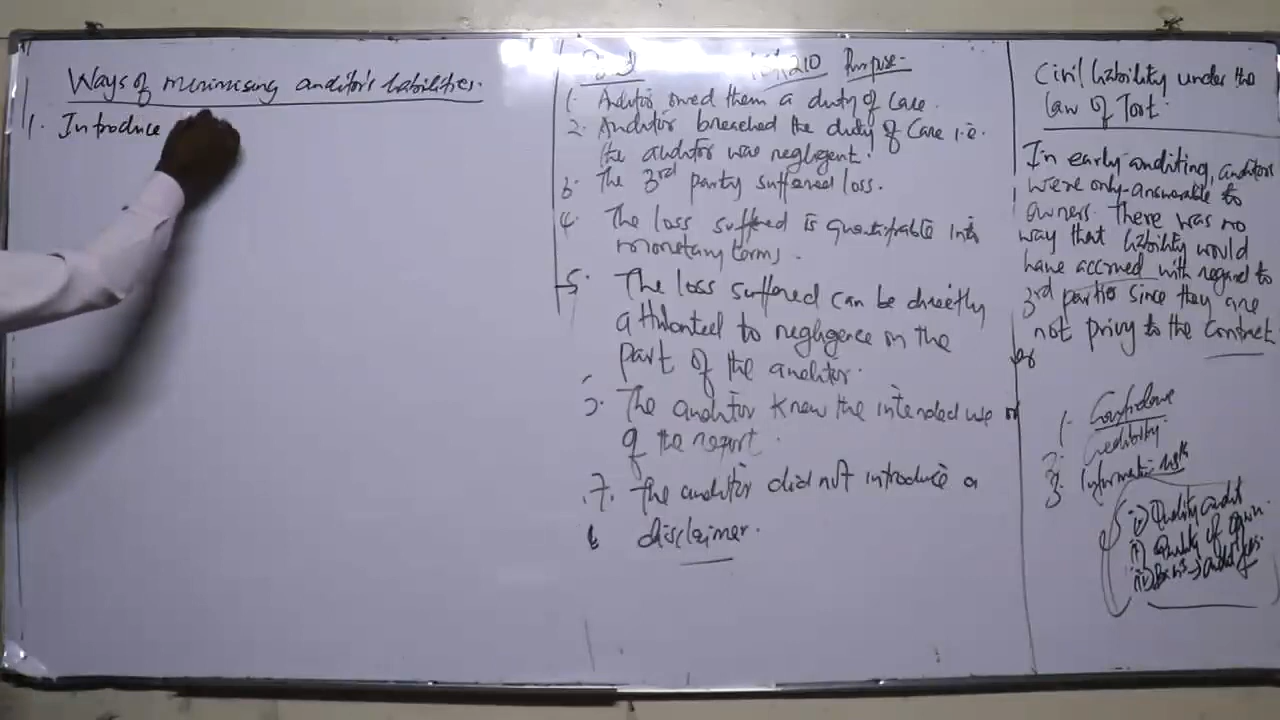 Ways of minimising auditor's liabilities.
1. Introduce
Purpose-
1. Auditor owed them a duty of care.
2. Auditor breached the duty of care i.e.
the auditor was negligent.
3. The 3rd party suffered loss.
4. The loss suffered is quantifiable into
monetary terms.
5. The loss suffered can be directly
attributed to negligence on the
part of the auditor.
The auditor knew the intended use
of the report.
7. The auditor did not introduce a
disclaimer.
Civil liability under the
law of Tort.
In early auditing, auditors
were only answerable to
owners. There was no
way that liability would
have accrued with regard to
3rd parties since they are
not privy to the contract
1. Confidence
2. Credibility.
3. Information risk
i) Quality audit